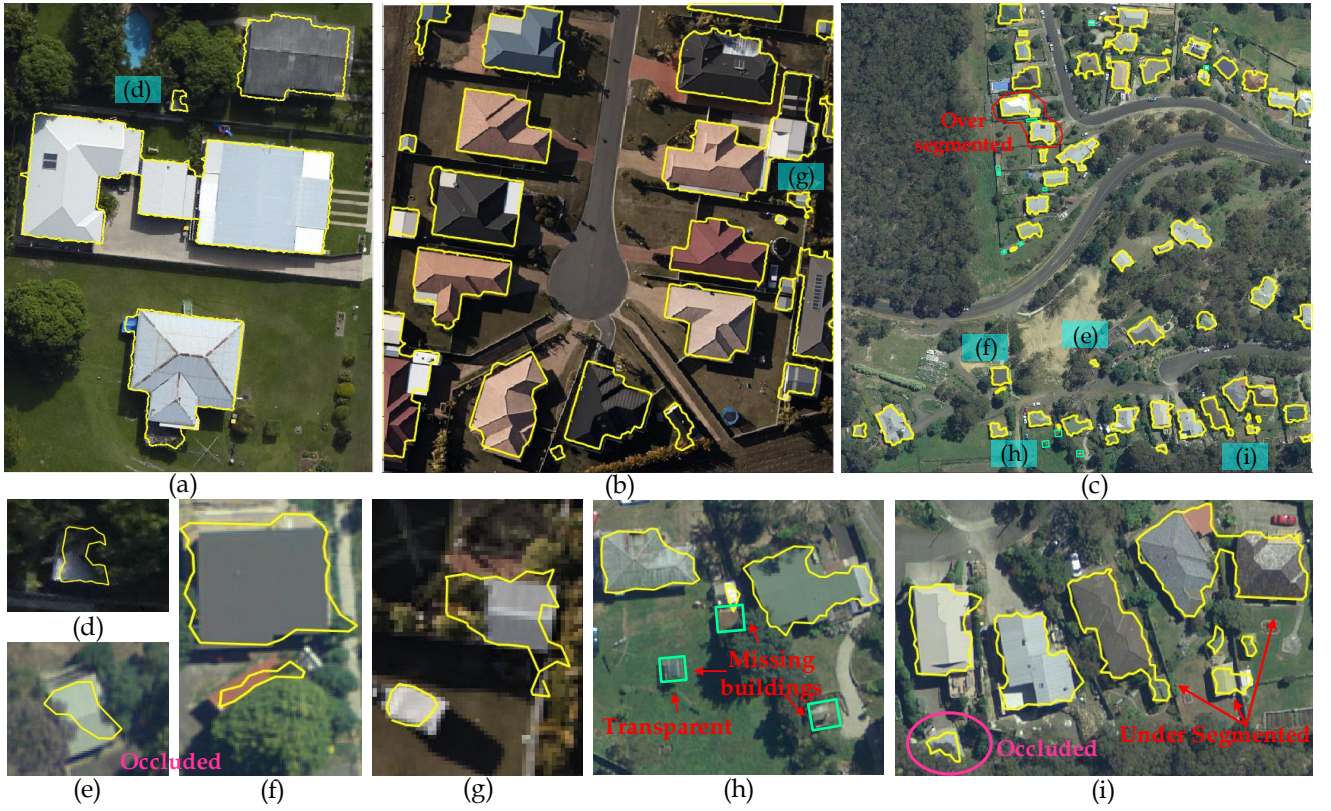 (d)
(g)
Over
segmented
(f)
(e)
(h)
(i)
(a)
(b)
(c)
(d)
(e)
Occluded
(f)
(g)
Missing
buildings
Transparent
(h)
Occluded
Under Segmented
(i)